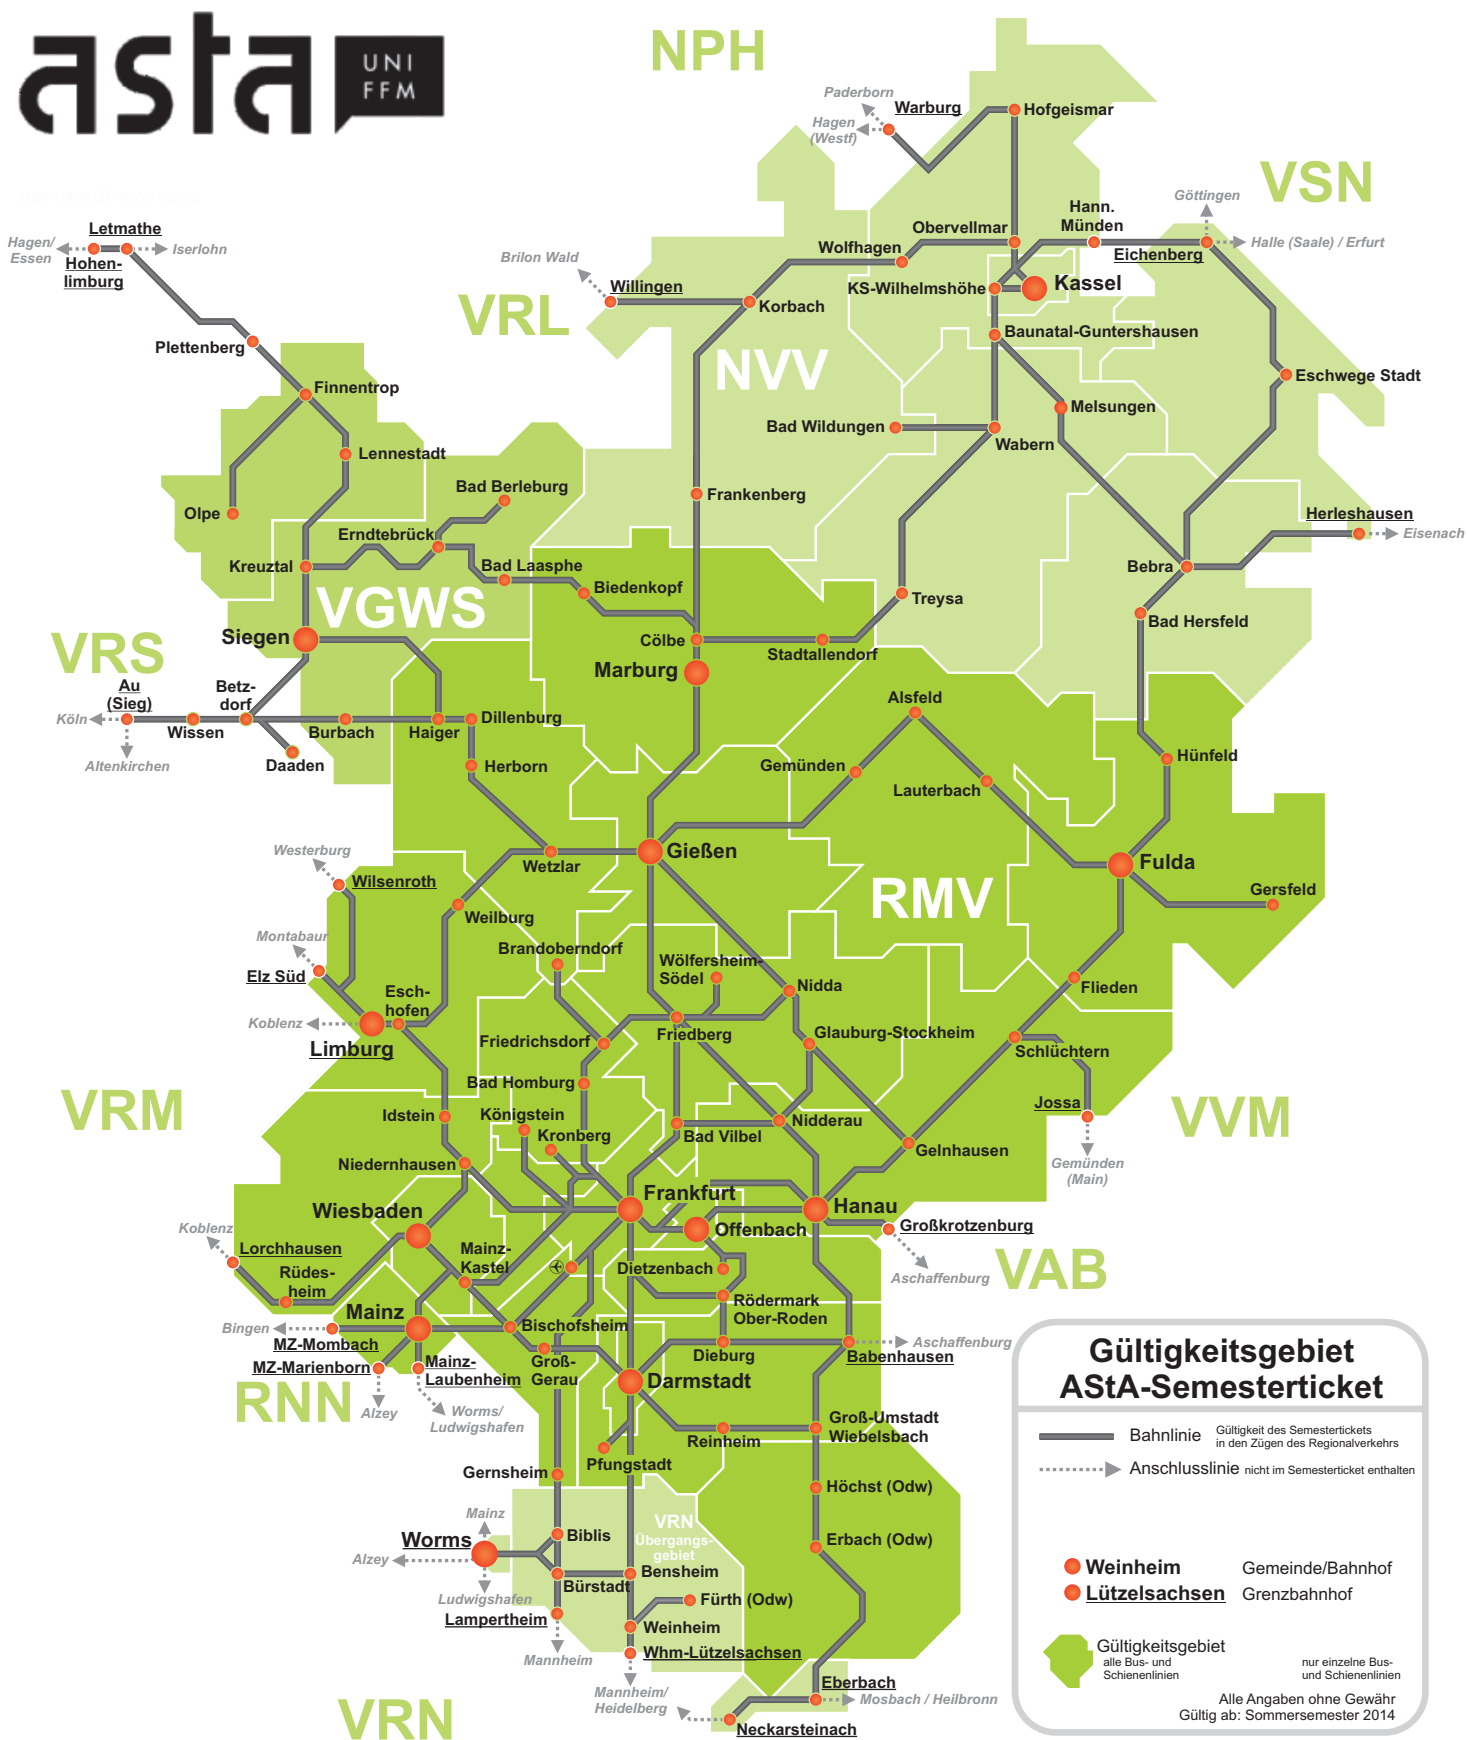 asta
UNI
FFM
NPH
Paderborn
Warburg
Hofgeismar
Hagen
(Westf)
VSN
Göttingen
Hann.
Münden
Obervellmar
Wolfhagen
Eichenberg
Halle (Saale) / Erfurt
Letmathe
Hagen/
Essen
Iserlohn
Hohen-
limburg
Brilon Wald
Willingen
Korbach
KS-Wilhelmshöhe
Kassel
VRL
Baunatal-Guntershausen
Plettenberg
NVV
Eschwege Stadt
Finnentrop
Melsungen
Bad Wildungen
Wabern
Lennestadt
Bad Berleburg
Frankenberg
Olpe
Herleshausen
Eisenach
Erndtebrück
Kreuztal
Bad Laasphe
Biedenkopf
Bebra
VGWS
Treysa
Bad Hersfeld
Siegen
Cölbe
Stadtallendorf
Marburg
VRS
Au
(Sieg)
Betz-
dorf
Alsfeld
Köln
Wissen
Burbach
Haiger
Dillenburg
Altenkirchen
Daaden
Herborn
Gemünden
Hünfeld
Lauterbach
Westerburg
Wetzlar
Gießen
Fulda
Wilsenroth
RMV
Gersfeld
Weilburg
Montabaur
Brandoberndorf
Wölfersheim-
Södel
Elz Süd
Esch-
hofen
Nidda
Flieden
Koblenz
Limburg
Friedrichsdorf
Friedberg
Glauburg-Stockheim
Schlüchtern
Bad Homburg
VRM
Idstein
Königstein
Jossa
VVM
Kronberg
Bad Vilbel
Nidderau
Gelnhausen
Niedernhausen
Gemünden
(Main)
Wiesbaden
Frankfurt
Hanau
Koblenz
Offenbach
Großkrotzenburg
Lorchhausen
Mainz-
Kastel
Rüdes-
heim
Dietzenbach
Aschaffenburg
VAB
Mainz
Rödermark
Ober-Roden
Bingen
Bischofsheim
MZ-Mombach
MZ-Marienborn
Mainz-
Laubenheim
Groß-
Gerau
Dieburg
Babenhausen
Aschaffenburg
Darmstadt
RNN
Alzey
Worms/
Ludwigshafen
Groß-Umstadt
Wiebelsbach
Reinheim
Pfungstadt
Gernsheim
Höchst (Odw)
Mainz
VRN
Übergangs-
gebiet
Worms
Biblis
Erbach (Odw)
Alzey
Bürstadt
Bensheim
Ludwigshafen
Fürth (Odw)
Lampertheim
Weinheim
Mannheim
Whm-Lützelsachsen
Mannheim/
Heidelberg
Eberbach
Mosbach / Heilbronn
VRN
Neckarsteinach
Gültigkeitsgebiet
AStA-Semesterticket
Bahnlinie Gültigkeit des Semestertickets
in den Zügen des Regionalverkehrs
Anschlusslinie nicht im Semesterticket enthalten
Weinheim Gemeinde/Bahnhof
Lützelsachsen Grenzbahnhof
Gültigkeitsgebiet
alle Bus- und
Schienenlinien
nur einzelne Bus-
und Schienenlinien
Alle Angaben ohne Gewähr
Gültig ab: Sommersemester 2014